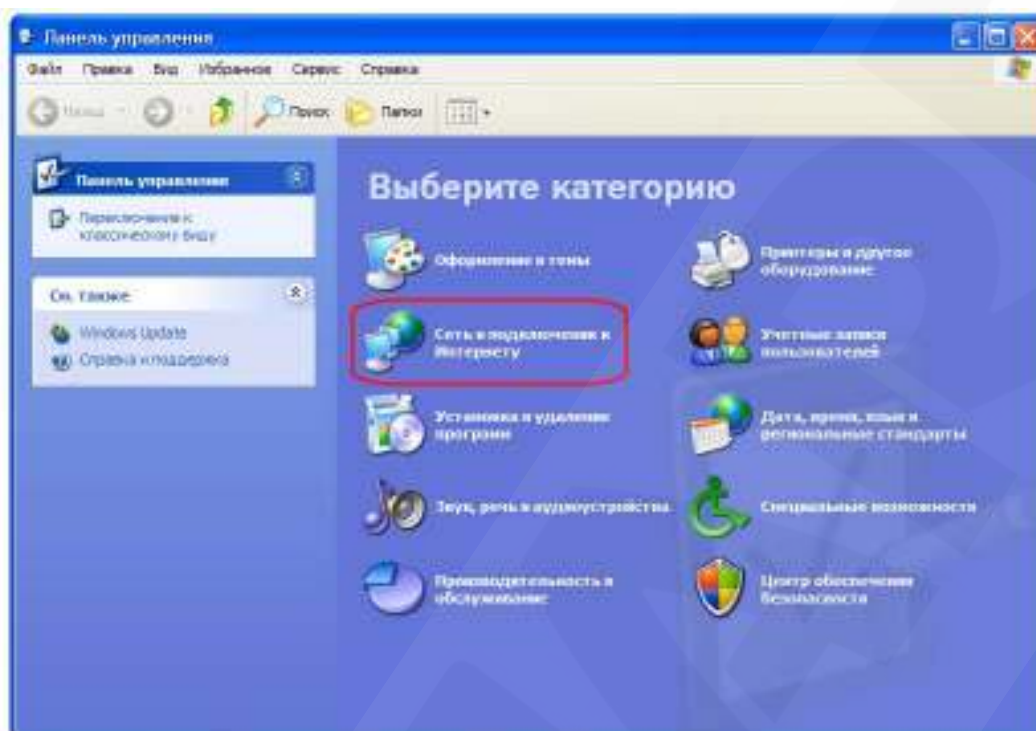 Панель управления
Файл Правка Вид Избранное Сервис Справка
Назад Поиск Папки
Панель управления
Переключение к
классическому виду
См. также
Windows Update
Справка и поддержка
Выберите категорию
Оформление и темы
Принтеры и другое
оборудование
Сеть и подключения к
Интернету
Учетные записи
пользователей
Установка и удаление
программ
Дата, время, язык и
региональные стандарты
Звук, речь и аудиоустройства
Специальные возможности
Производительность и
обслуживание
Центр обеспечения
безопасности